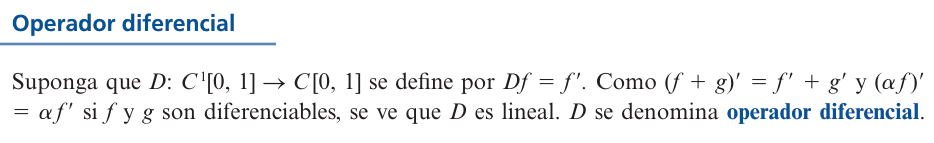 Operador diferencial
Suponga que D: C¹[0, 1] → C[0, 1] se define por Df = f′. Como (f + g)′ = f′ + g′ y (αf)′
= αf′ si f y g son diferenciables, se ve que D es lineal. D se denomina operador diferencial.